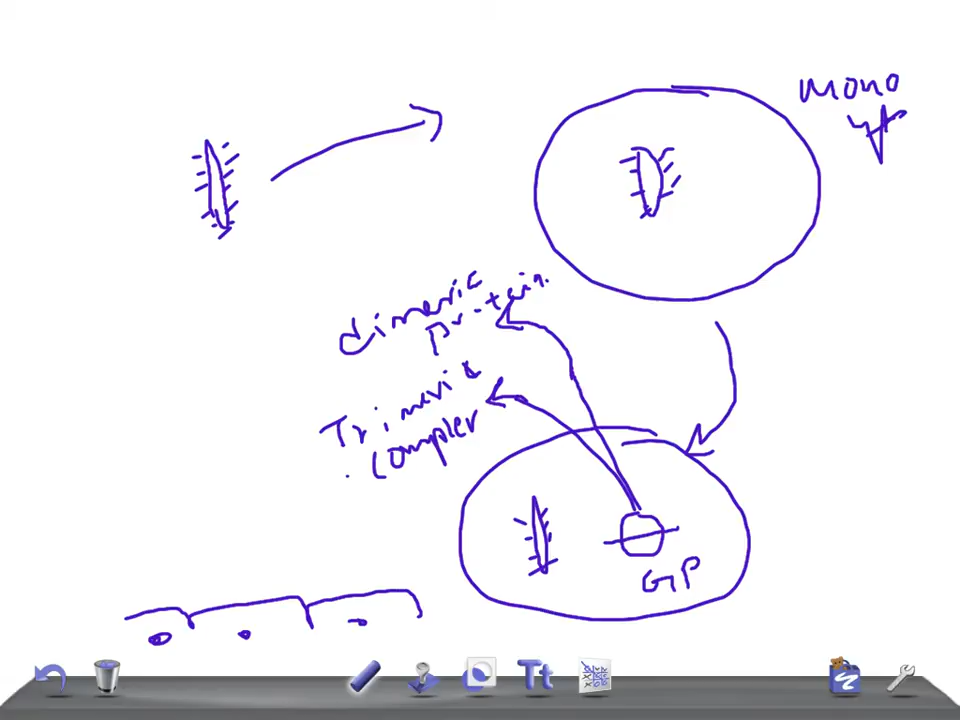 mono
dimeric
protein.
Trimeric
complex
GP
Tt